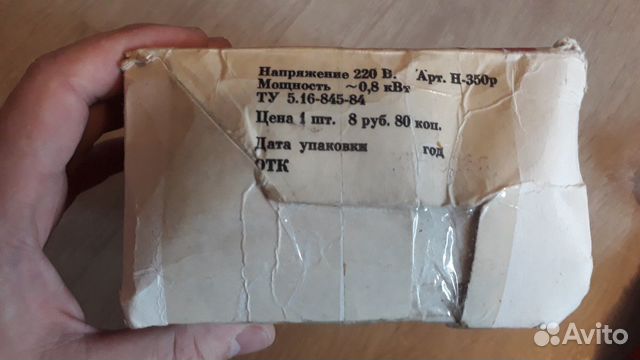 Напряжение 220 В. Арт. Н-350р
Мощность ~0,8 кВт
ТУ 5.16-845-84
Цена 1 шт. 8 руб. 80 коп.
Дата упаковки год
ОТК
Avito